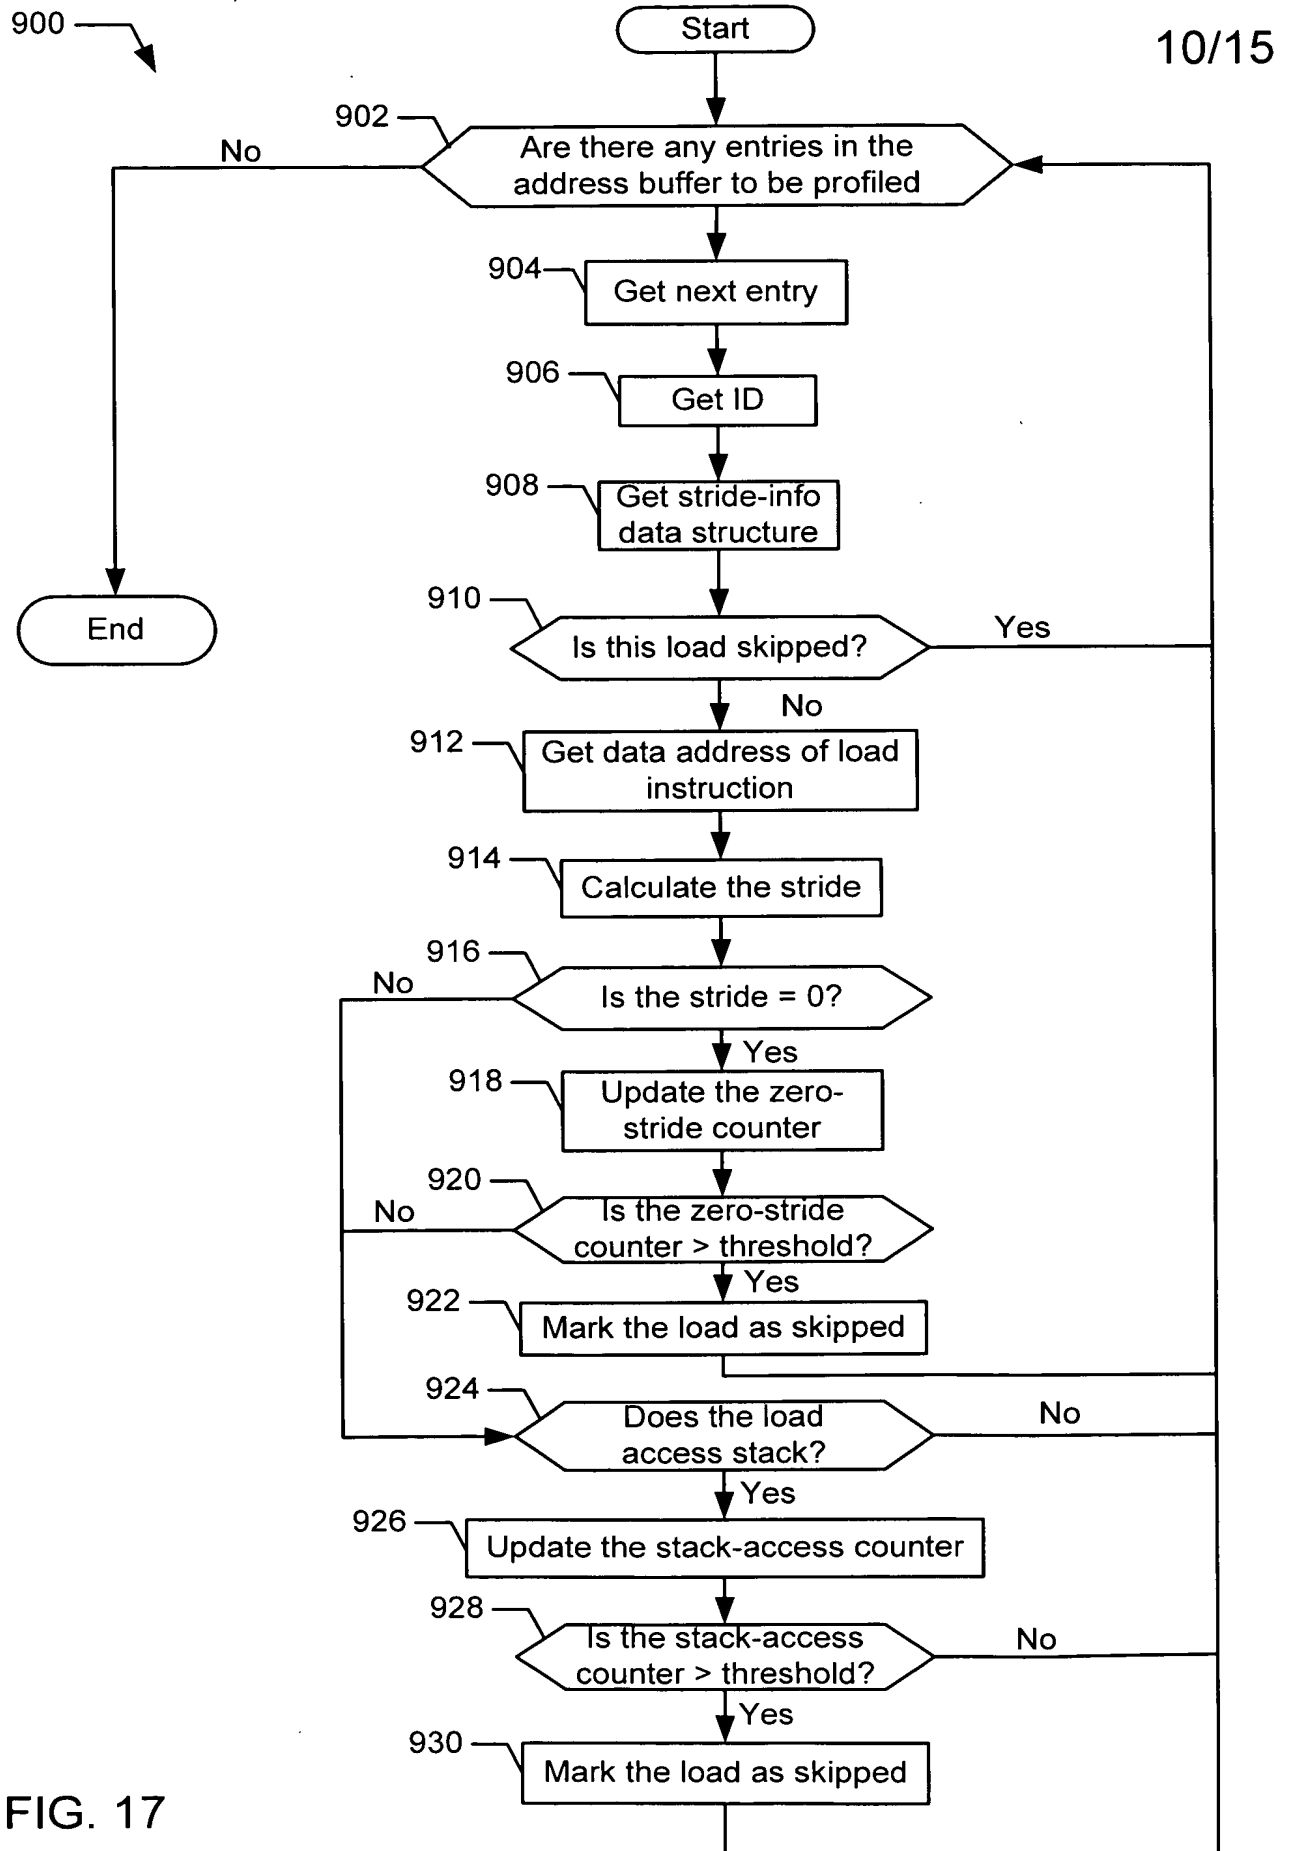 900
Start
10/15
902
No
Are there any entries in the
address buffer to be profiled
904
Get next entry
906
Get ID
908
Get stride-info
data structure
910
End
Is this load skipped?
Yes
No
912
Get data address of load
instruction
914
Calculate the stride
916
No
Is the stride = 0?
Yes
918
Update the zero-
stride counter
920
No
Is the zero-stride
counter > threshold?
Yes
922
Mark the load as skipped
924
Does the load
access stack?
No
Yes
926
Update the stack-access counter
928
Is the stack-access
counter > threshold?
No
Yes
930
Mark the load as skipped
FIG. 17